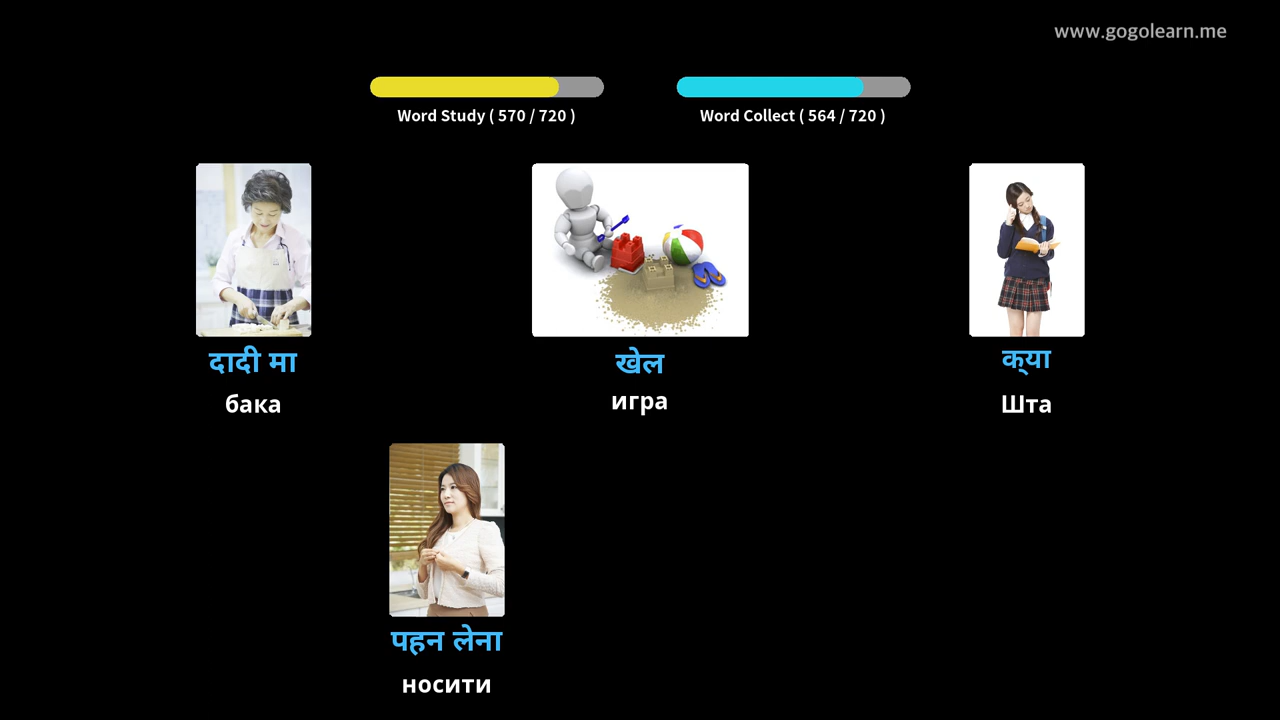 www.gogolearn.me
Word Study ( 570 / 720 )
Word Collect ( 564 / 720 )
दादी मा
खेल
क्या
бака
игра
Шта
पहन लेना
носити